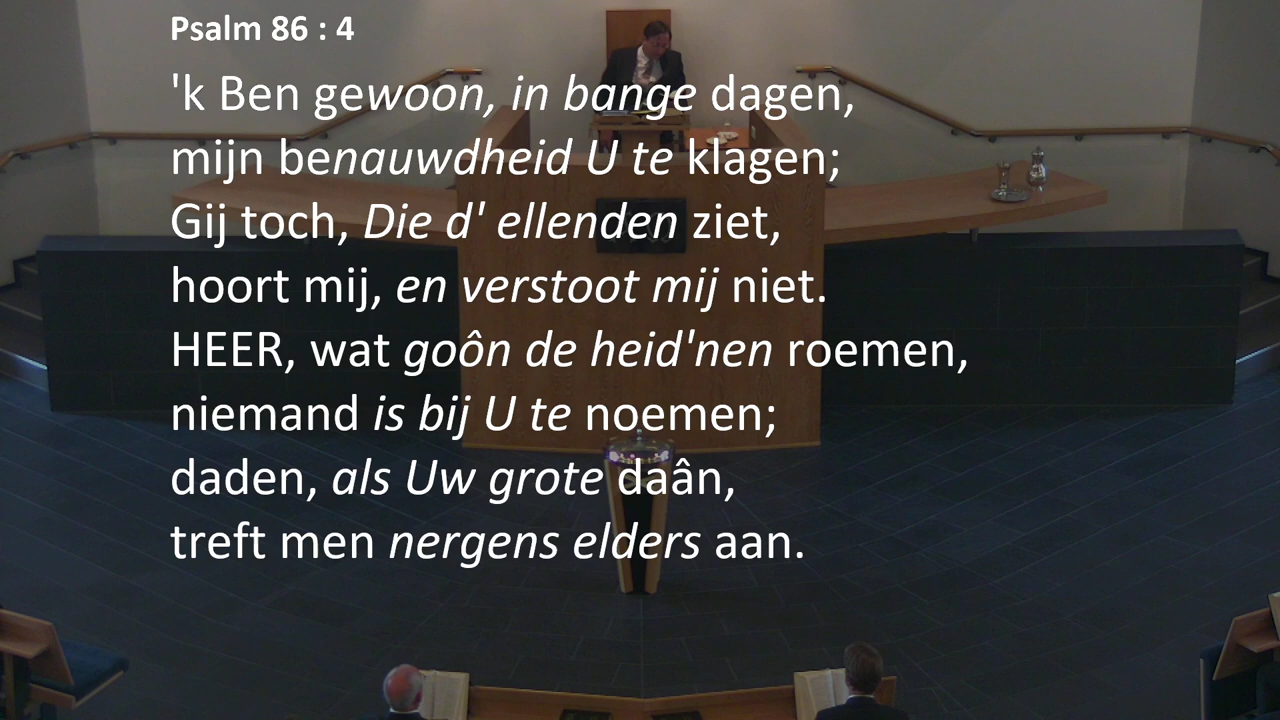 Psalm 86 : 4
'k Ben gewoon, in bange dagen,
mijn benauwdheid U te klagen;
Gij toch, Die d' ellenden ziet,
hoort mij, en verstoot mij niet.
HEER, wat goôn de heid'nen roemen,
niemand is bij U te noemen;
daden, als Uw grote daân,
treft men nergens elders aan.